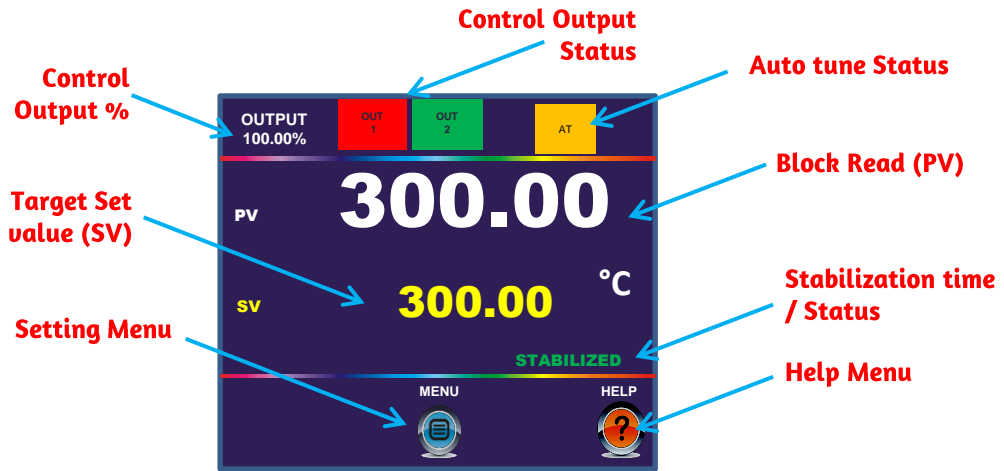 Control Output
Status
Control
Output %
Auto tune Status
OUTPUT
100.00%
OUT
1
OUT
2
AT
Block Read (PV)
Target Set
value (SV)
PV
300.00
°C
SV
300.00
Stabilization time
/ Status
Setting Menu
STABILIZED
Help Menu
MENU
HELP
?